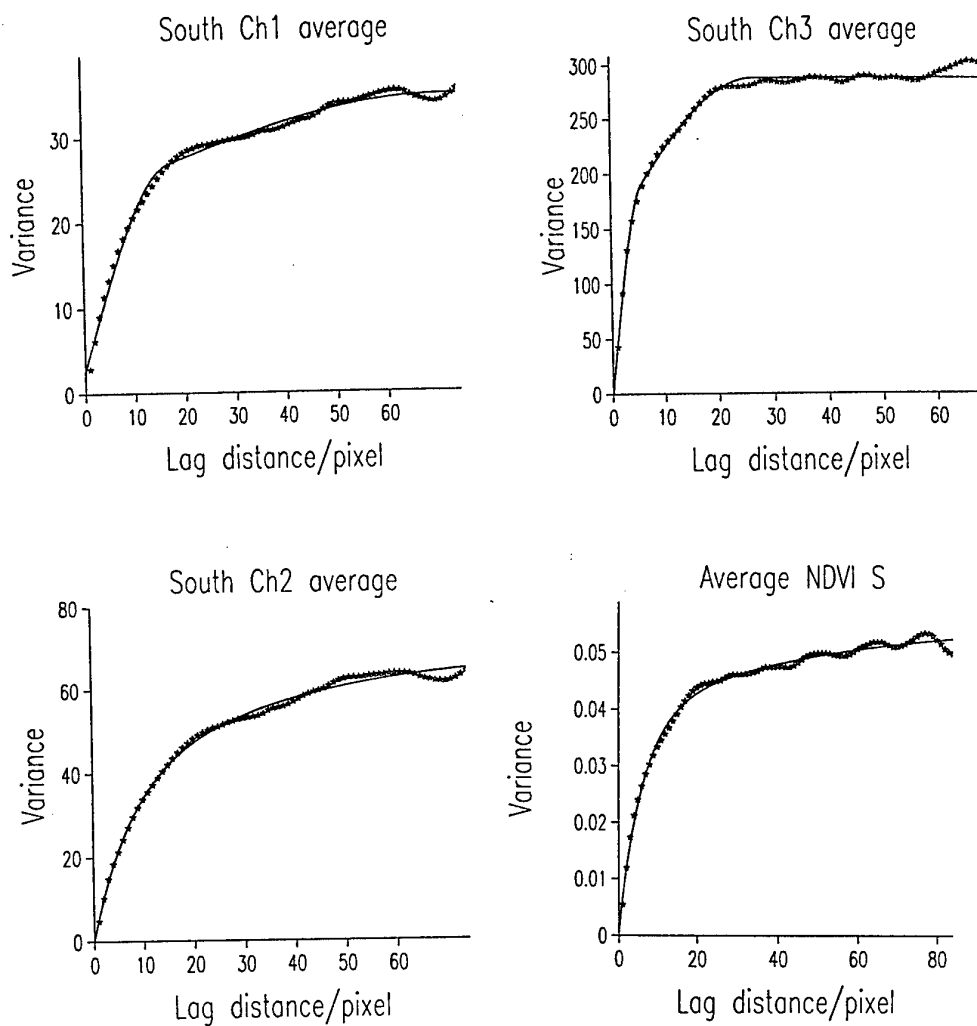 South Ch1 average
Variance
30
20
10
0
0 10 20 30 40 50 60
Lag distance/pixel
South Ch3 average
Variance
300
250
200
150
100
50
0
0 10 20 30 40 50 60
Lag distance/pixel
South Ch2 average
Variance
80
60
40
20
0
0 10 20 30 40 50 60
Lag distance/pixel
Average NDVI S
Variance
0.05
0.04
0.03
0.02
0.01
0
0 20 40 60 80
Lag distance/pixel